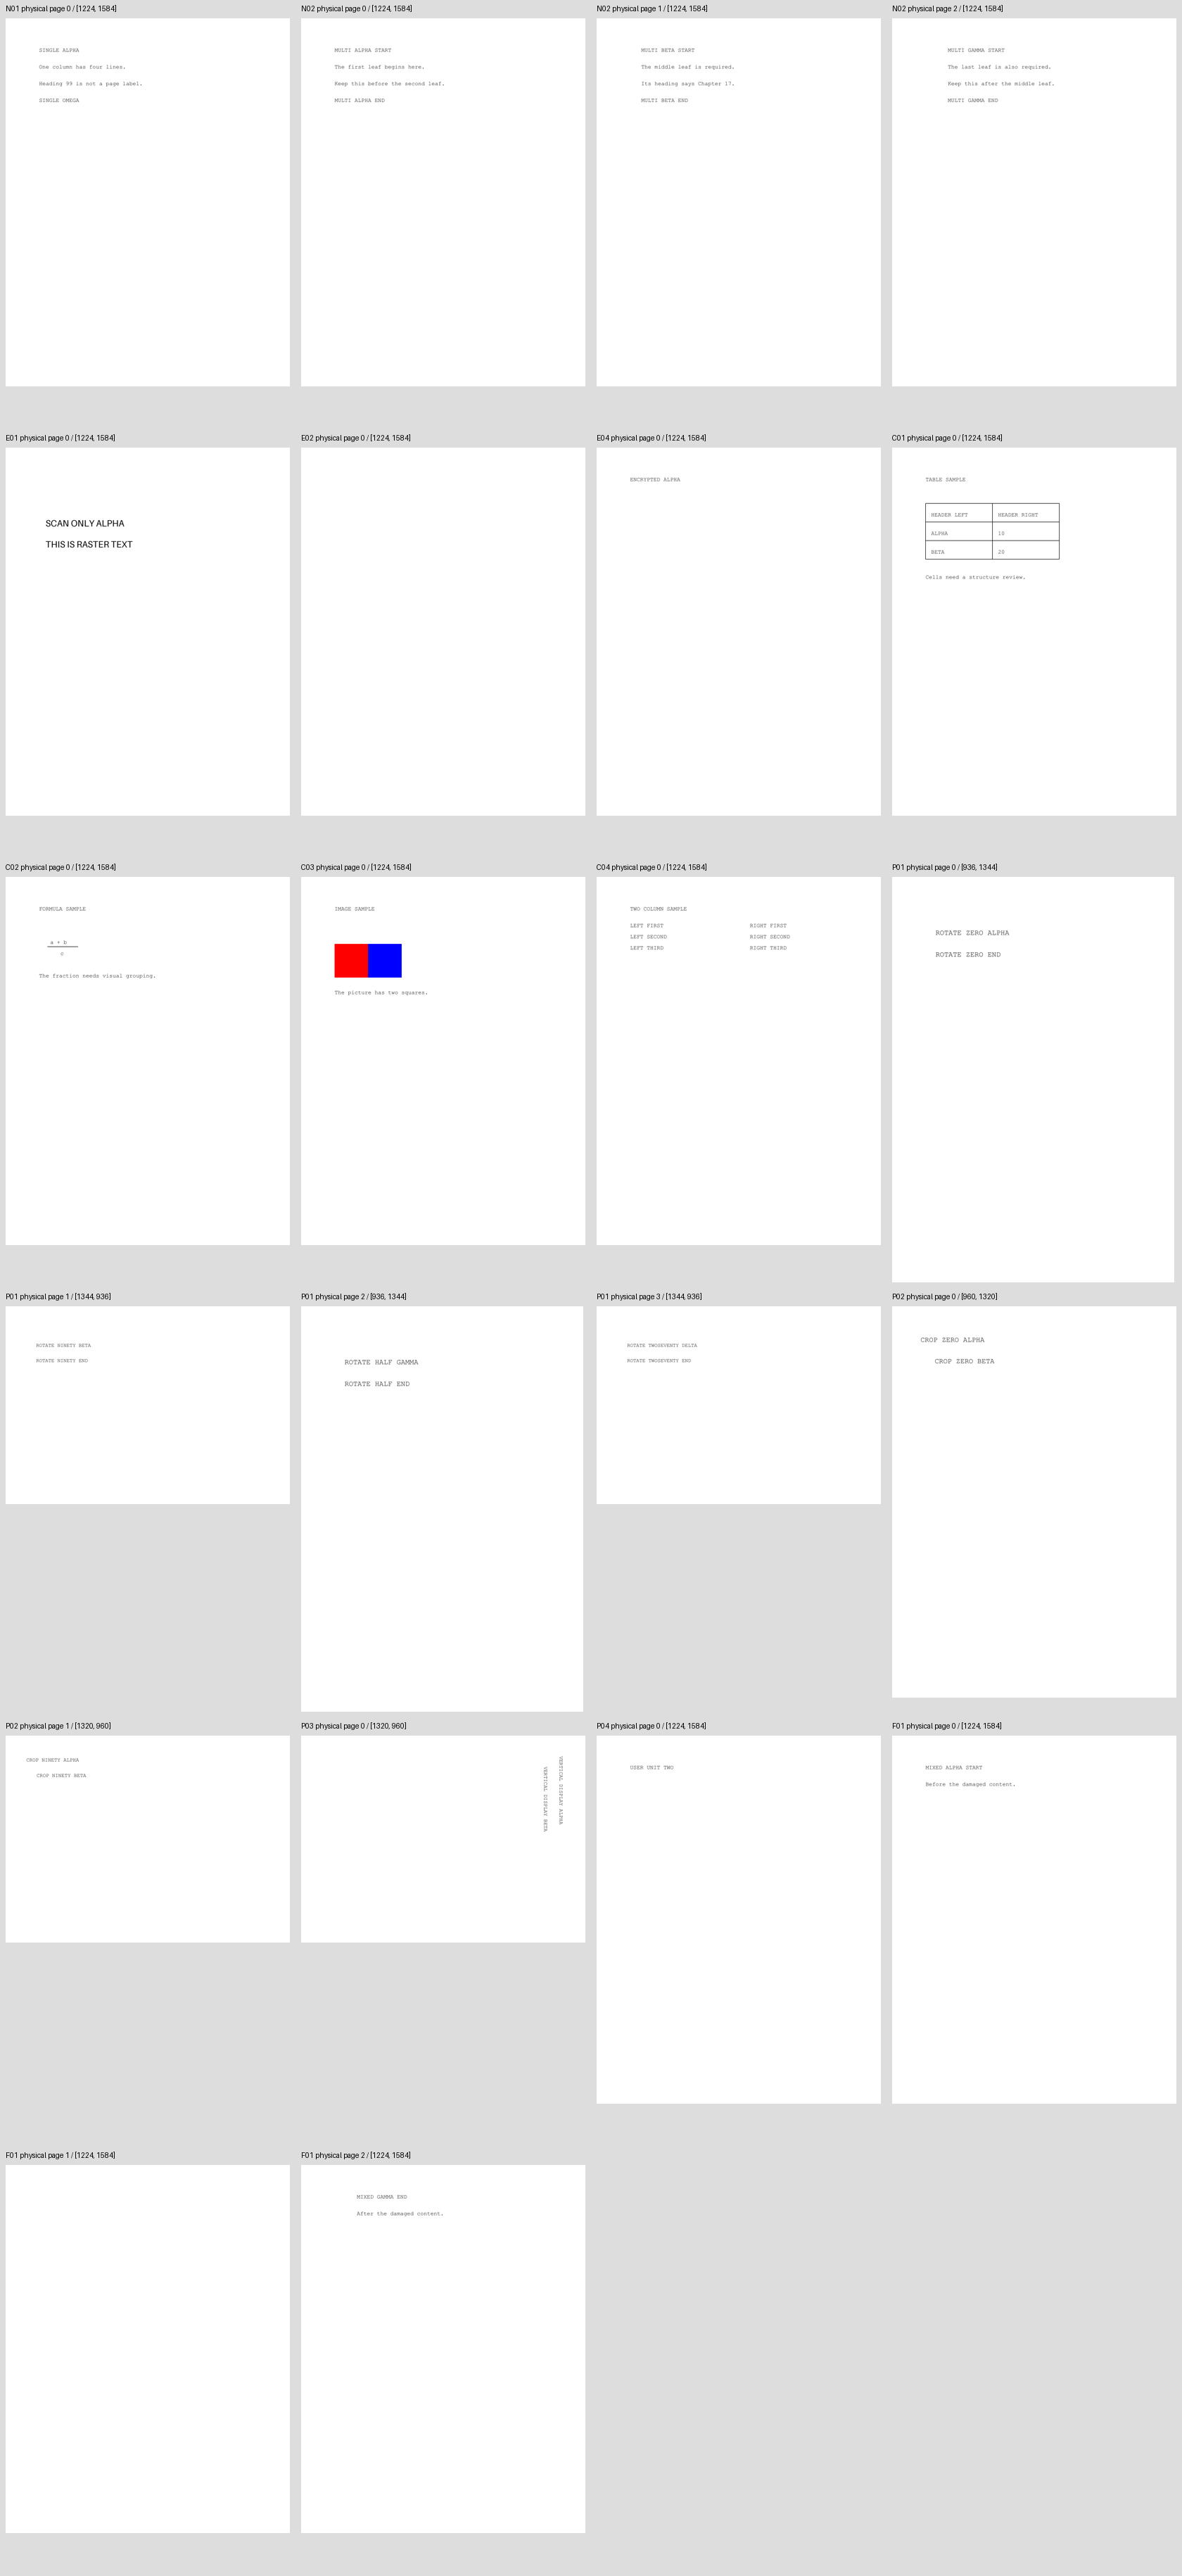 N01 physical page 0 / [1224, 1584]
SINGLE ALPHA
One column has four lines.
Heading 99 is not a page label.
SINGLE OMEGA
N02 physical page 0 / [1224, 1584]
MULTI ALPHA START
The first leaf begins here.
Keep this before the second leaf.
MULTI ALPHA END
N02 physical page 1 / [1224, 1584]
MULTI BETA START
The middle leaf is required.
Its heading says Chapter 17.
MULTI BETA END
N02 physical page 2 / [1224, 1584]
MULTI GAMMA START
The last leaf is also required.
Keep this after the middle leaf.
MULTI GAMMA END
E01 physical page 0 / [1224, 1584]
SCAN ONLY ALPHA
THIS IS RASTER TEXT
E02 physical page 0 / [1224, 1584]
E04 physical page 0 / [1224, 1584]
ENCRYPTED ALPHA
C01 physical page 0 / [1224, 1584]
TABLE SAMPLE
HEADER LEFT HEADER RIGHT
ALPHA 10
BETA 20
Cells need a structure review.
C02 physical page 0 / [1224, 1584]
FORMULA SAMPLE
a + b
c
The fraction needs visual grouping.
C03 physical page 0 / [1224, 1584]
IMAGE SAMPLE
The picture has two squares.
C04 physical page 0 / [1224, 1584]
TWO COLUMN SAMPLE
LEFT FIRST
LEFT SECOND
LEFT THIRD
RIGHT FIRST
RIGHT SECOND
RIGHT THIRD
P01 physical page 0 / [936, 1344]
ROTATE ZERO ALPHA
ROTATE ZERO END
P01 physical page 1 / [1344, 936]
ROTATE NINETY BETA
ROTATE NINETY END
P01 physical page 2 / [936, 1344]
ROTATE HALF GAMMA
ROTATE HALF END
P01 physical page 3 / [1344, 936]
ROTATE TWOSEVENTY DELTA
ROTATE TWOSEVENTY END
P02 physical page 0 / [960, 1320]
CROP ZERO ALPHA
CROP ZERO BETA
P02 physical page 1 / [1320, 960]
CROP NINETY ALPHA
CROP NINETY BETA
P03 physical page 0 / [1320, 960]
VERTICAL DISPLAY ALPHA
VERTICAL DISPLAY BETA
P04 physical page 0 / [1224, 1584]
USER UNIT TWO
F01 physical page 0 / [1224, 1584]
MIXED ALPHA START
Before the damaged content.
F01 physical page 1 / [1224, 1584]
F01 physical page 2 / [1224, 1584]
MIXED GAMMA END
After the damaged content.